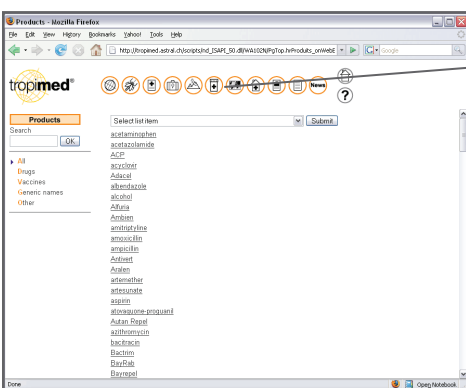 Products - Mozilla Firefox
File Edit View History Bookmarks Yahoo! Tools Help
http://tropimed.astral.ch/scripts/Ind_ISAPI_50.dll/WA102N/PgTop.hrProduits_onWebE
Google
tropimed®
News
?
Products
Search
OK
All
Drugs
Vaccines
Generic names
Other
Select list item
Submit
acetaminophen
acetazolamide
ACP
acyclovir
Adacel
albendazole
alcohol
Alfuria
Ambien
amitriptyline
amoxicillin
ampicillin
Antivert
Aralen
artemether
artesunate
aspirin
atovaquone-proguanil
Autan Repel
azithromycin
bacitracin
Bactrim
BayRab
Bayrepel
Done
Open Notebook